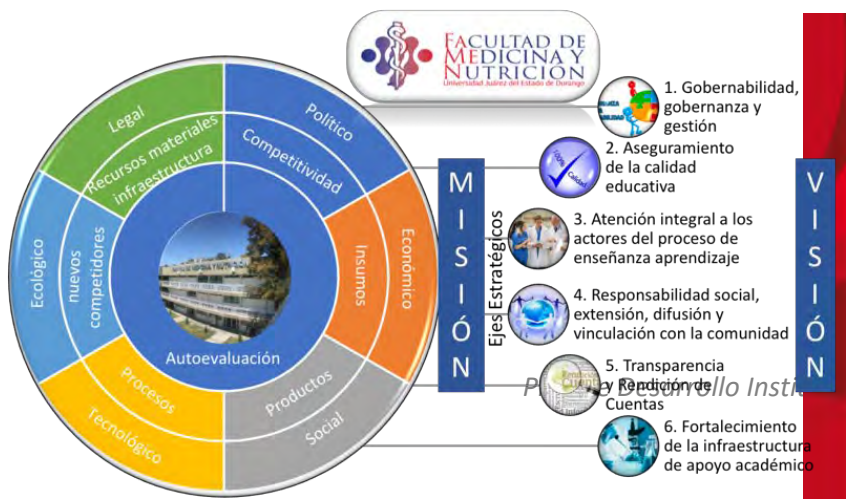 FACULTAD DE
MEDICINA Y
NUTRICIÓN
Universidad Juárez del Estado de Durango
Legal
Político
Recursos materiales
infraestructura
Competitividad
Ecológico
nuevos
competidores
Insumos
Económico
Autoevaluación
Procesos
Tecnológico
Productos
Social
MISIÓN
Ejes Estratégicos
1. Gobernabilidad,
gobernanza y
gestión
2. Aseguramiento
de la calidad
educativa
100%
Calidad
3. Atención integral a los
actores del proceso de
enseñanza aprendizaje
4. Responsabilidad social,
extensión, difusión y
vinculación con la comunidad
5. Transparencia
y Rendición de
Cuentas
Desarrollo Instit
6. Fortalecimiento
de la infraestructura
de apoyo académico
VISIÓN